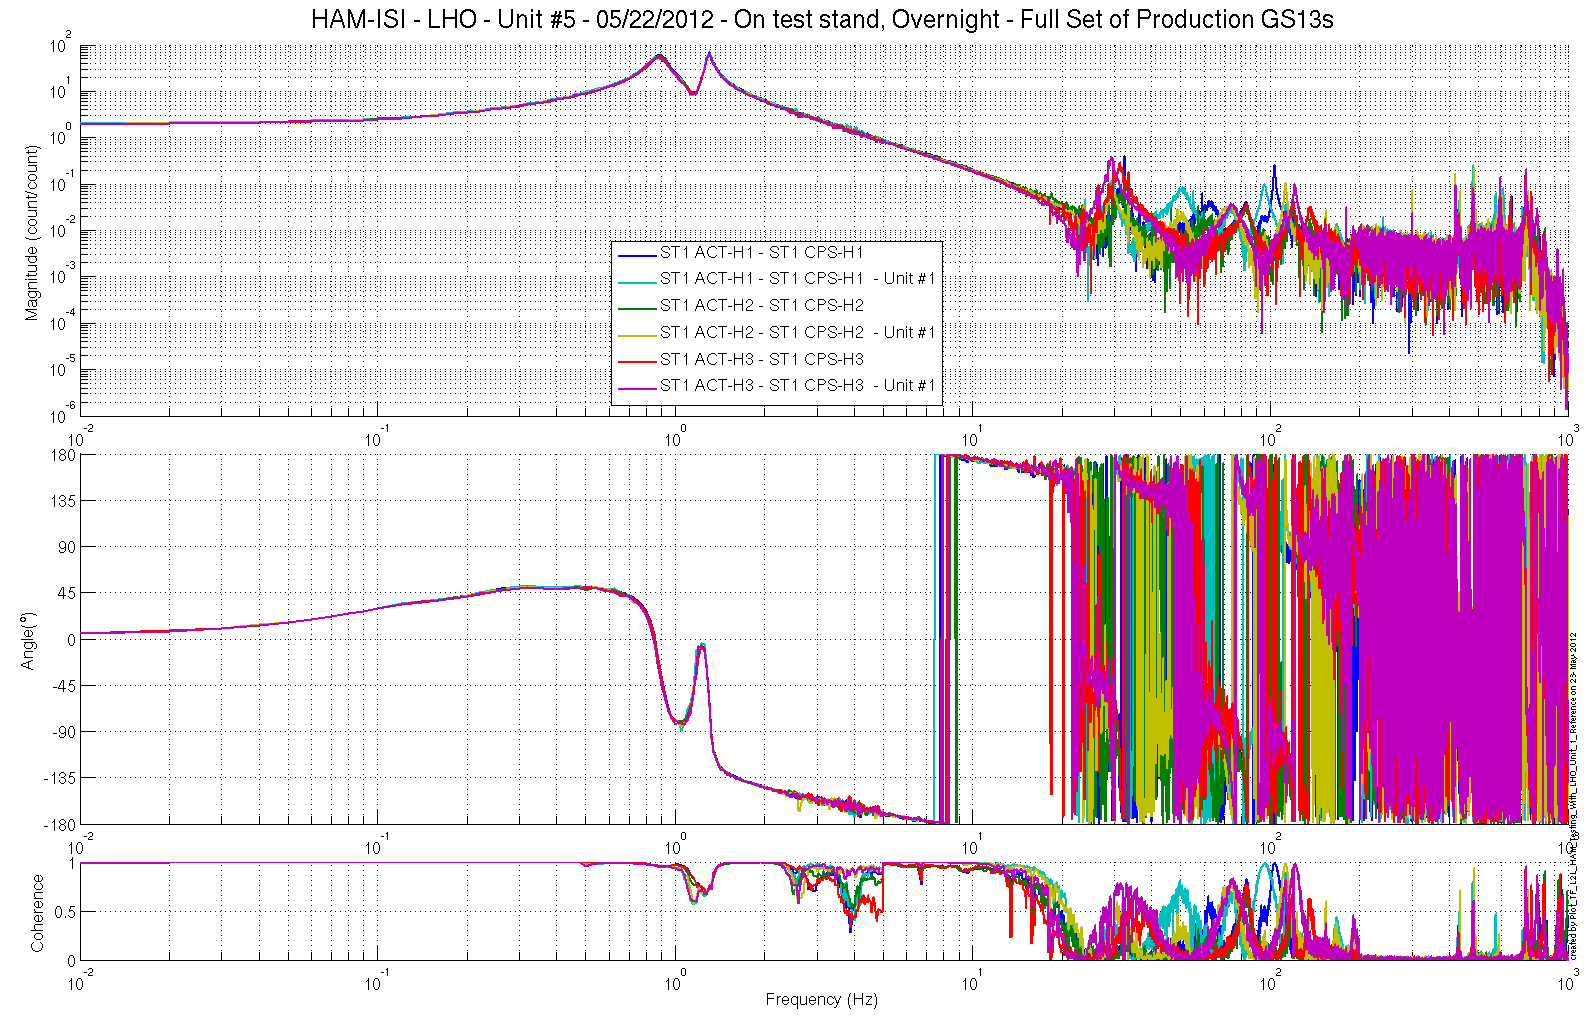 HAM-ISI - LHO - Unit #5 - 05/22/2012 - On test stand, Overnight - Full Set of Production GS13s
Magnitude (count/count)
10^2
10^1
10^0
10^-1
10^-2
10^-3
10^-4
10^-5
10^-6
ST1 ACT-H1 - ST1 CPS-H1
ST1 ACT-H1 - ST1 CPS-H1 - Unit #1
ST1 ACT-H2 - ST1 CPS-H2
ST1 ACT-H2 - ST1 CPS-H2 - Unit #1
ST1 ACT-H3 - ST1 CPS-H3
ST1 ACT-H3 - ST1 CPS-H3 - Unit #1
10^-2 10^-1 10^0 10^1 10^2 10^3
Angle(°)
180
135
90
45
0
-45
-90
-135
-180
10^-2 10^-1 10^0 10^1 10^2 10^3
Coherence
1
0.5
0
10^-2 10^-1 10^0 10^1 10^2 10^3
Frequency (Hz)